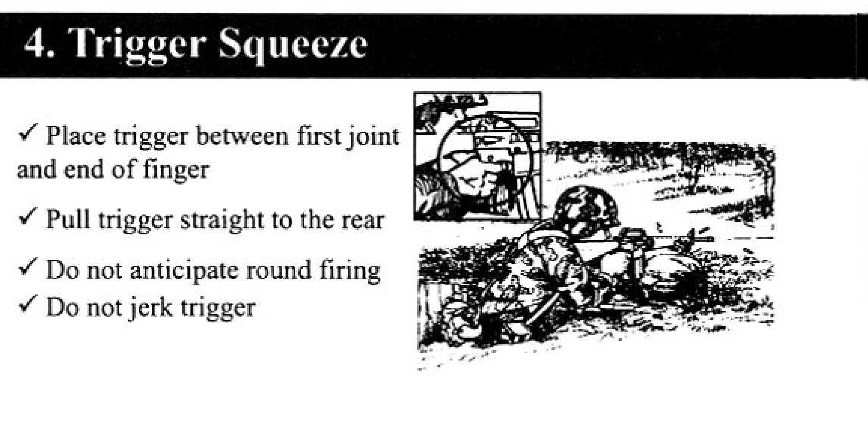 4. Trigger Squeeze
✓ Place trigger between first joint
and end of finger
✓ Pull trigger straight to the rear
✓ Do not anticipate round firing
✓ Do not jerk trigger